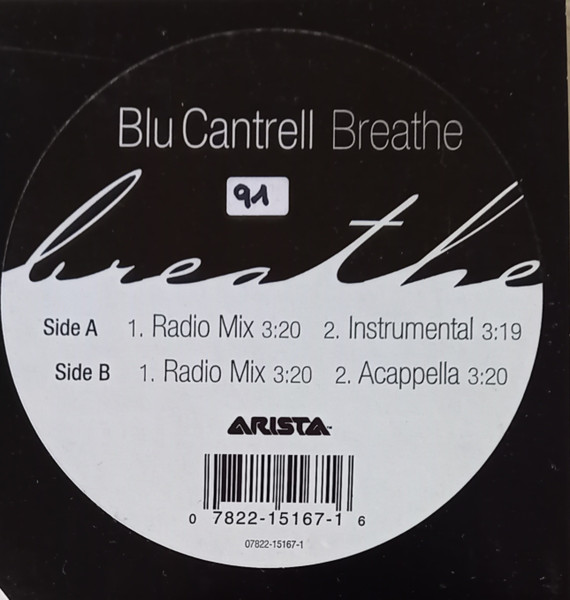 Blu Cantrell Breathe
91
breathe
Side A 1. Radio Mix 3:20 2. Instrumental 3:19
Side B 1. Radio Mix 3:20 2. Acappella 3:20
ARISTA™
0 7822-15167-1 6
07822-15167-1